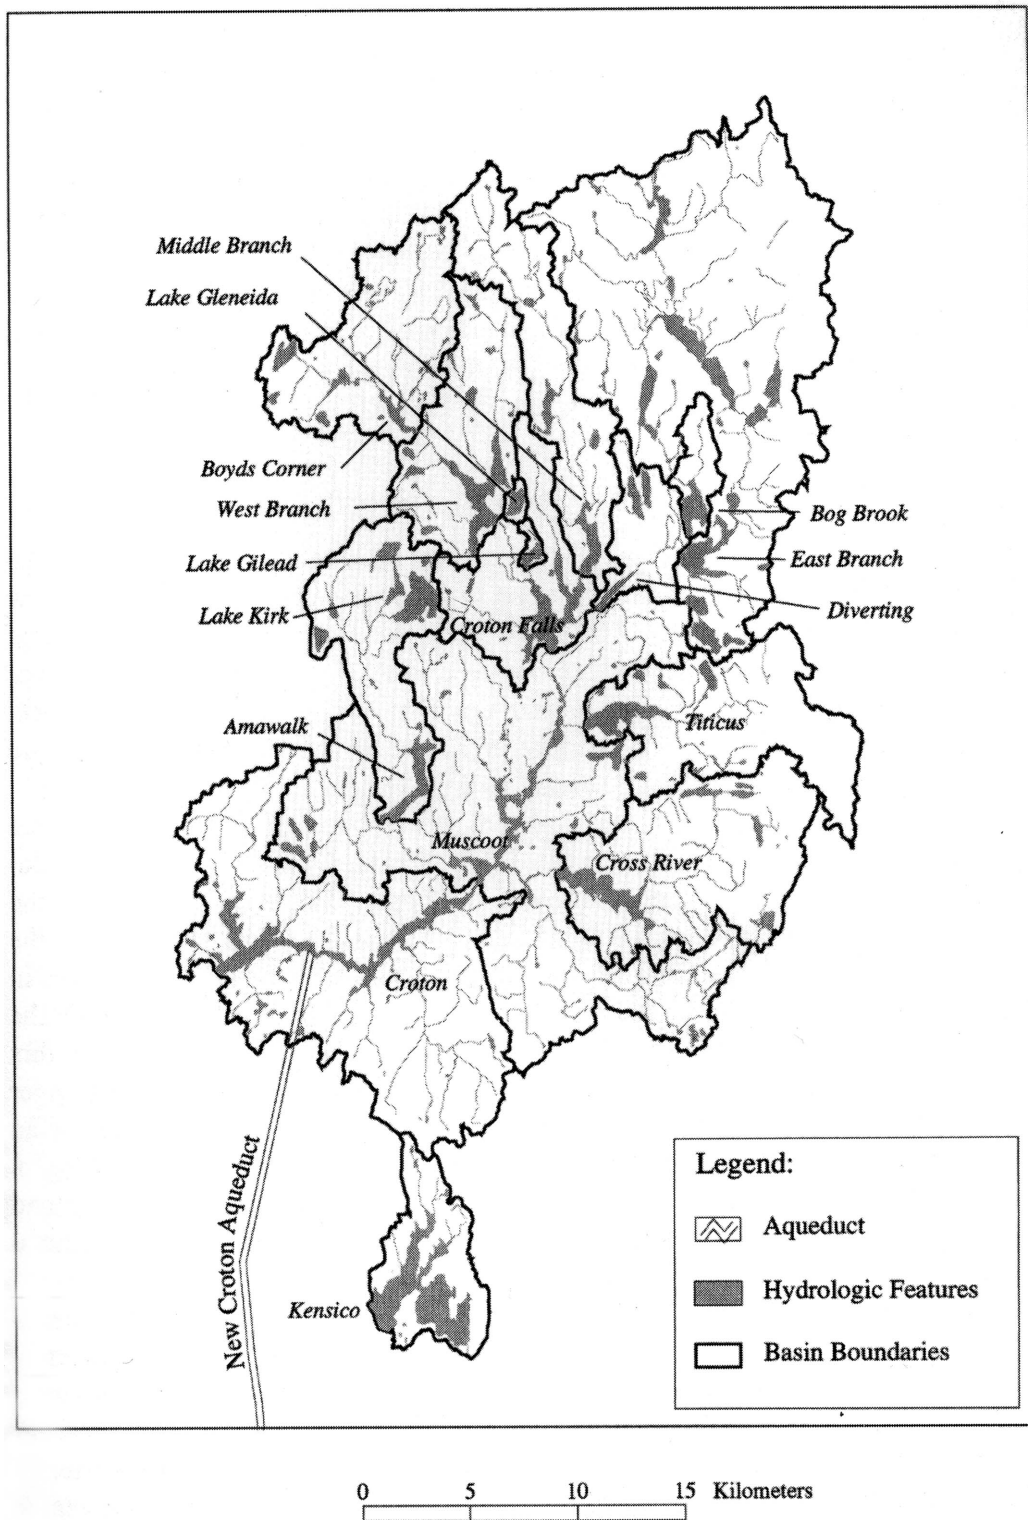 Middle Branch
Lake Gleneida
Boyds Corner
West Branch
Bog Brook
Lake Gilead
East Branch
Lake Kirk
Diverting
Croton Falls
Amawalk
Titicus
Muscoot
Cross River
Croton
New Croton Aqueduct
Kensico
Legend:
Aqueduct
Hydrologic Features
Basin Boundaries
0 5 10 15 Kilometers